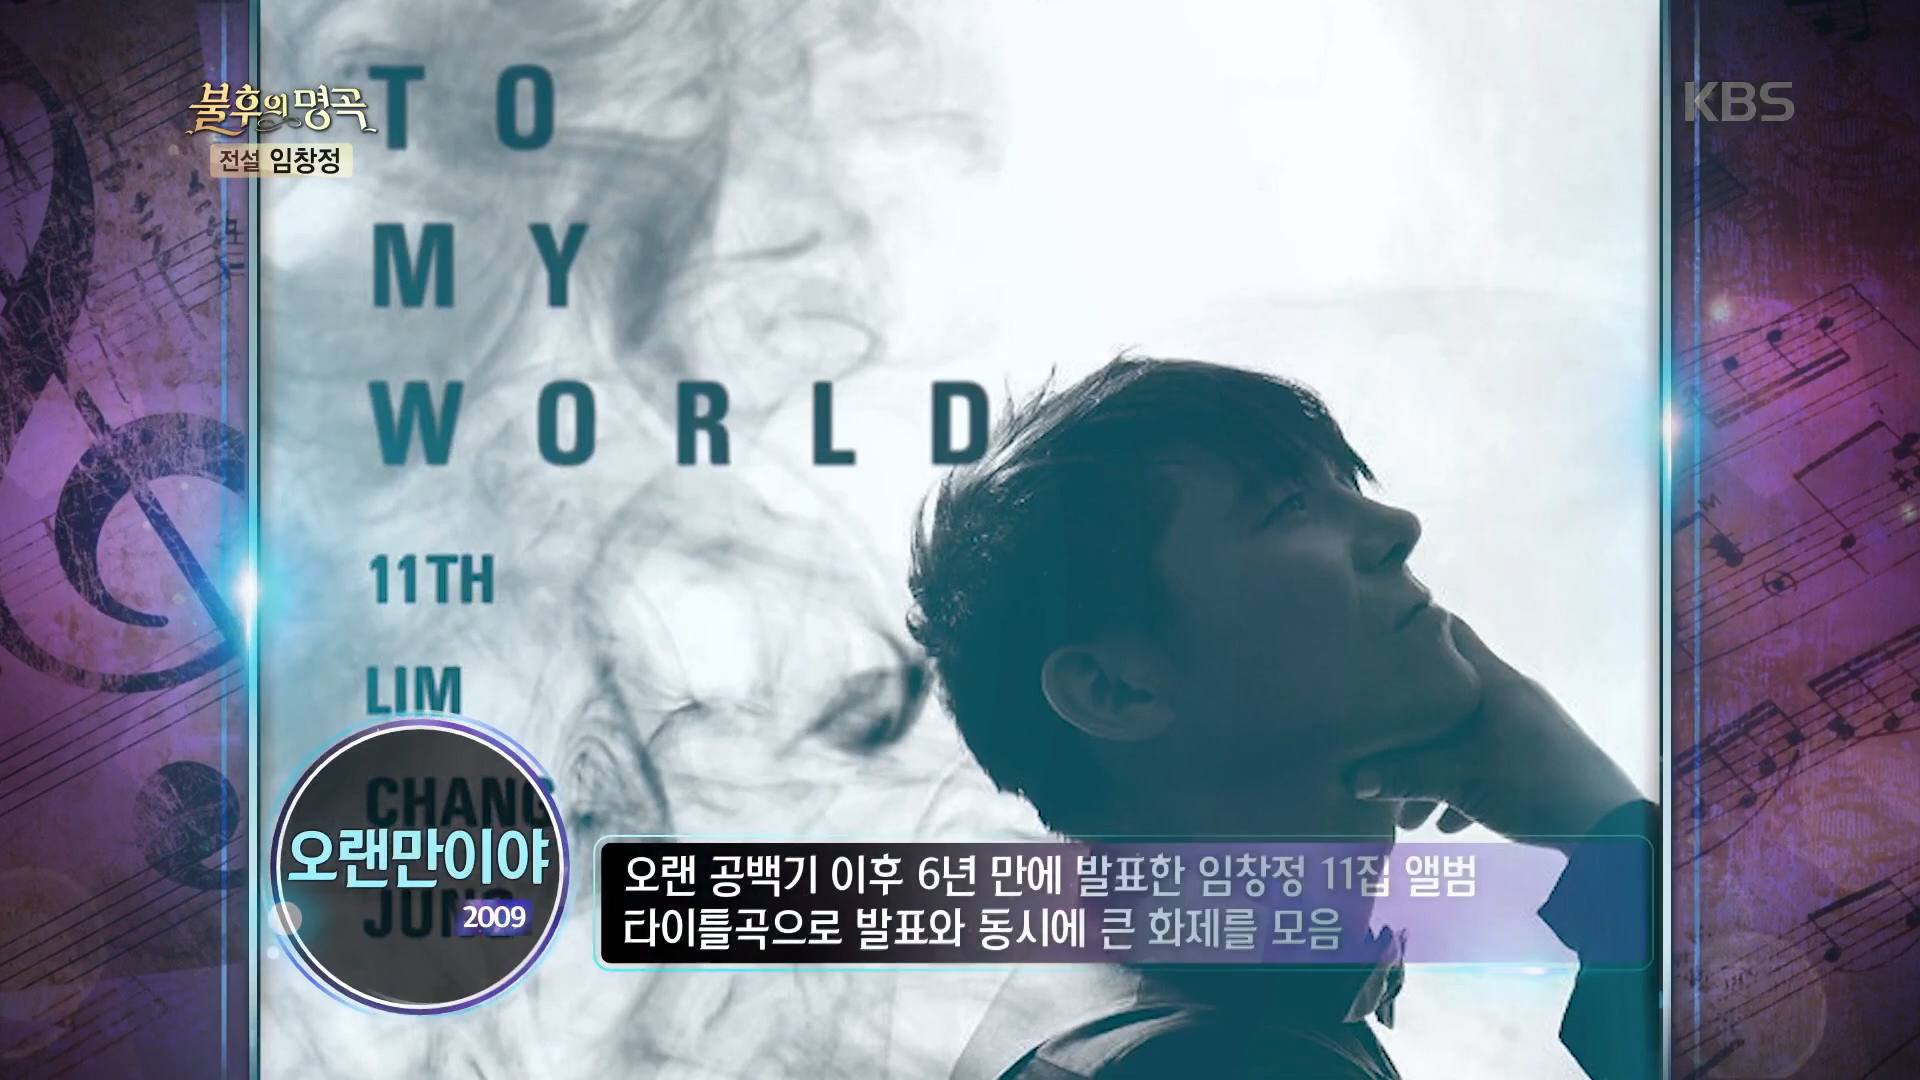 불후의 명곡
전설 임창정
KBS
TO
MY
WORLD
11TH
LIM
CHANG
JUNG
오랜만이야
2009
오랜 공백기 이후 6년 만에 발표한 임창정 11집 앨범
타이틀곡으로 발표와 동시에 큰 화제를 모음